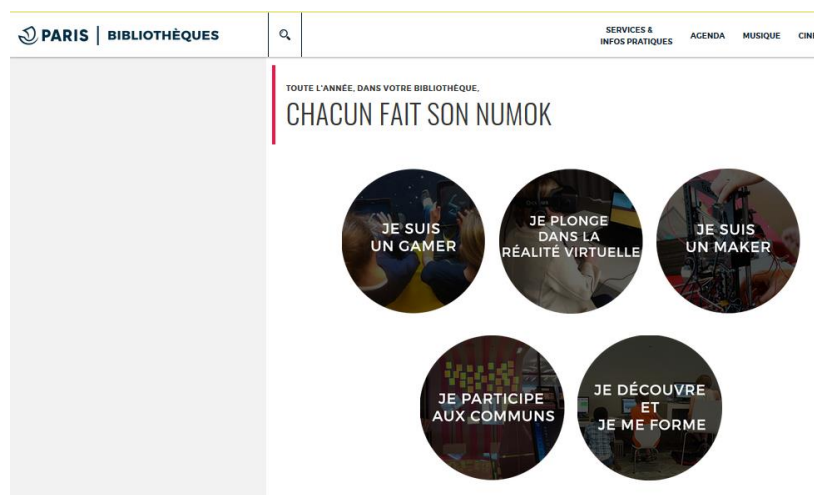 PARIS | BIBLIOTHÈQUES
SERVICES &
INFOS PRATIQUES
AGENDA
MUSIQUE
CINÉ
TOUTE L'ANNÉE, DANS VOTRE BIBLIOTHÈQUE,
CHACUN FAIT SON NUMOK
JE SUIS
UN GAMER
JE PLONGE
DANS LA
RÉALITÉ VIRTUELLE
JE SUIS
UN MAKER
JE PARTICIPE
AUX COMMUNS
JE DÉCOUVRE
ET
JE ME FORME